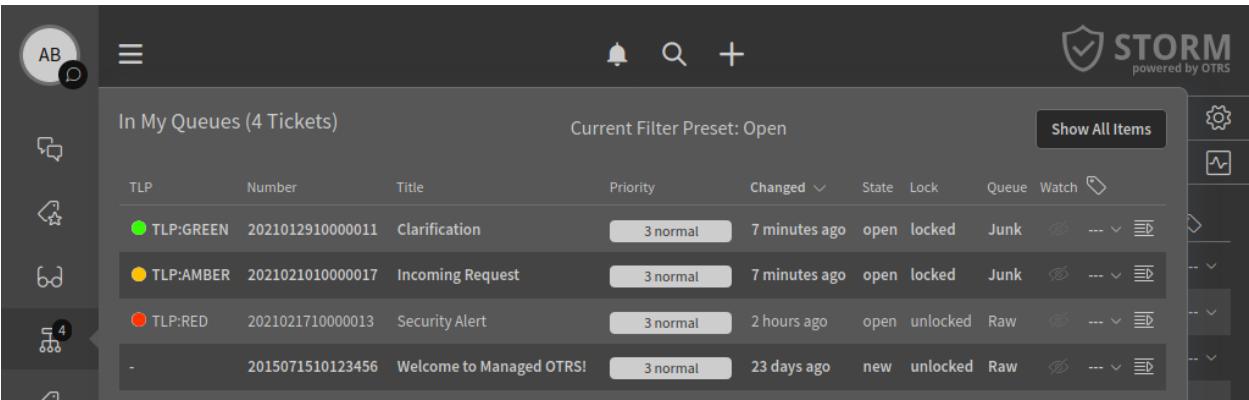 AB
STORM
powered by OTRS
In My Queues (4 Tickets)
Current Filter Preset: Open
Show All Items
TLP Number Title Priority Changed State Lock Queue Watch
TLP:GREEN 2021012910000011 Clarification 3 normal 7 minutes ago open locked Junk ---
TLP:AMBER 2021021010000017 Incoming Request 3 normal 7 minutes ago open locked Junk --- --
TLP:RED 2021021710000013 Security Alert 3 normal 2 hours ago open unlocked Raw --- --
4
- 2015071510123456 Welcome to Managed OTRS! 3 normal 23 days ago new unlocked Raw --- --